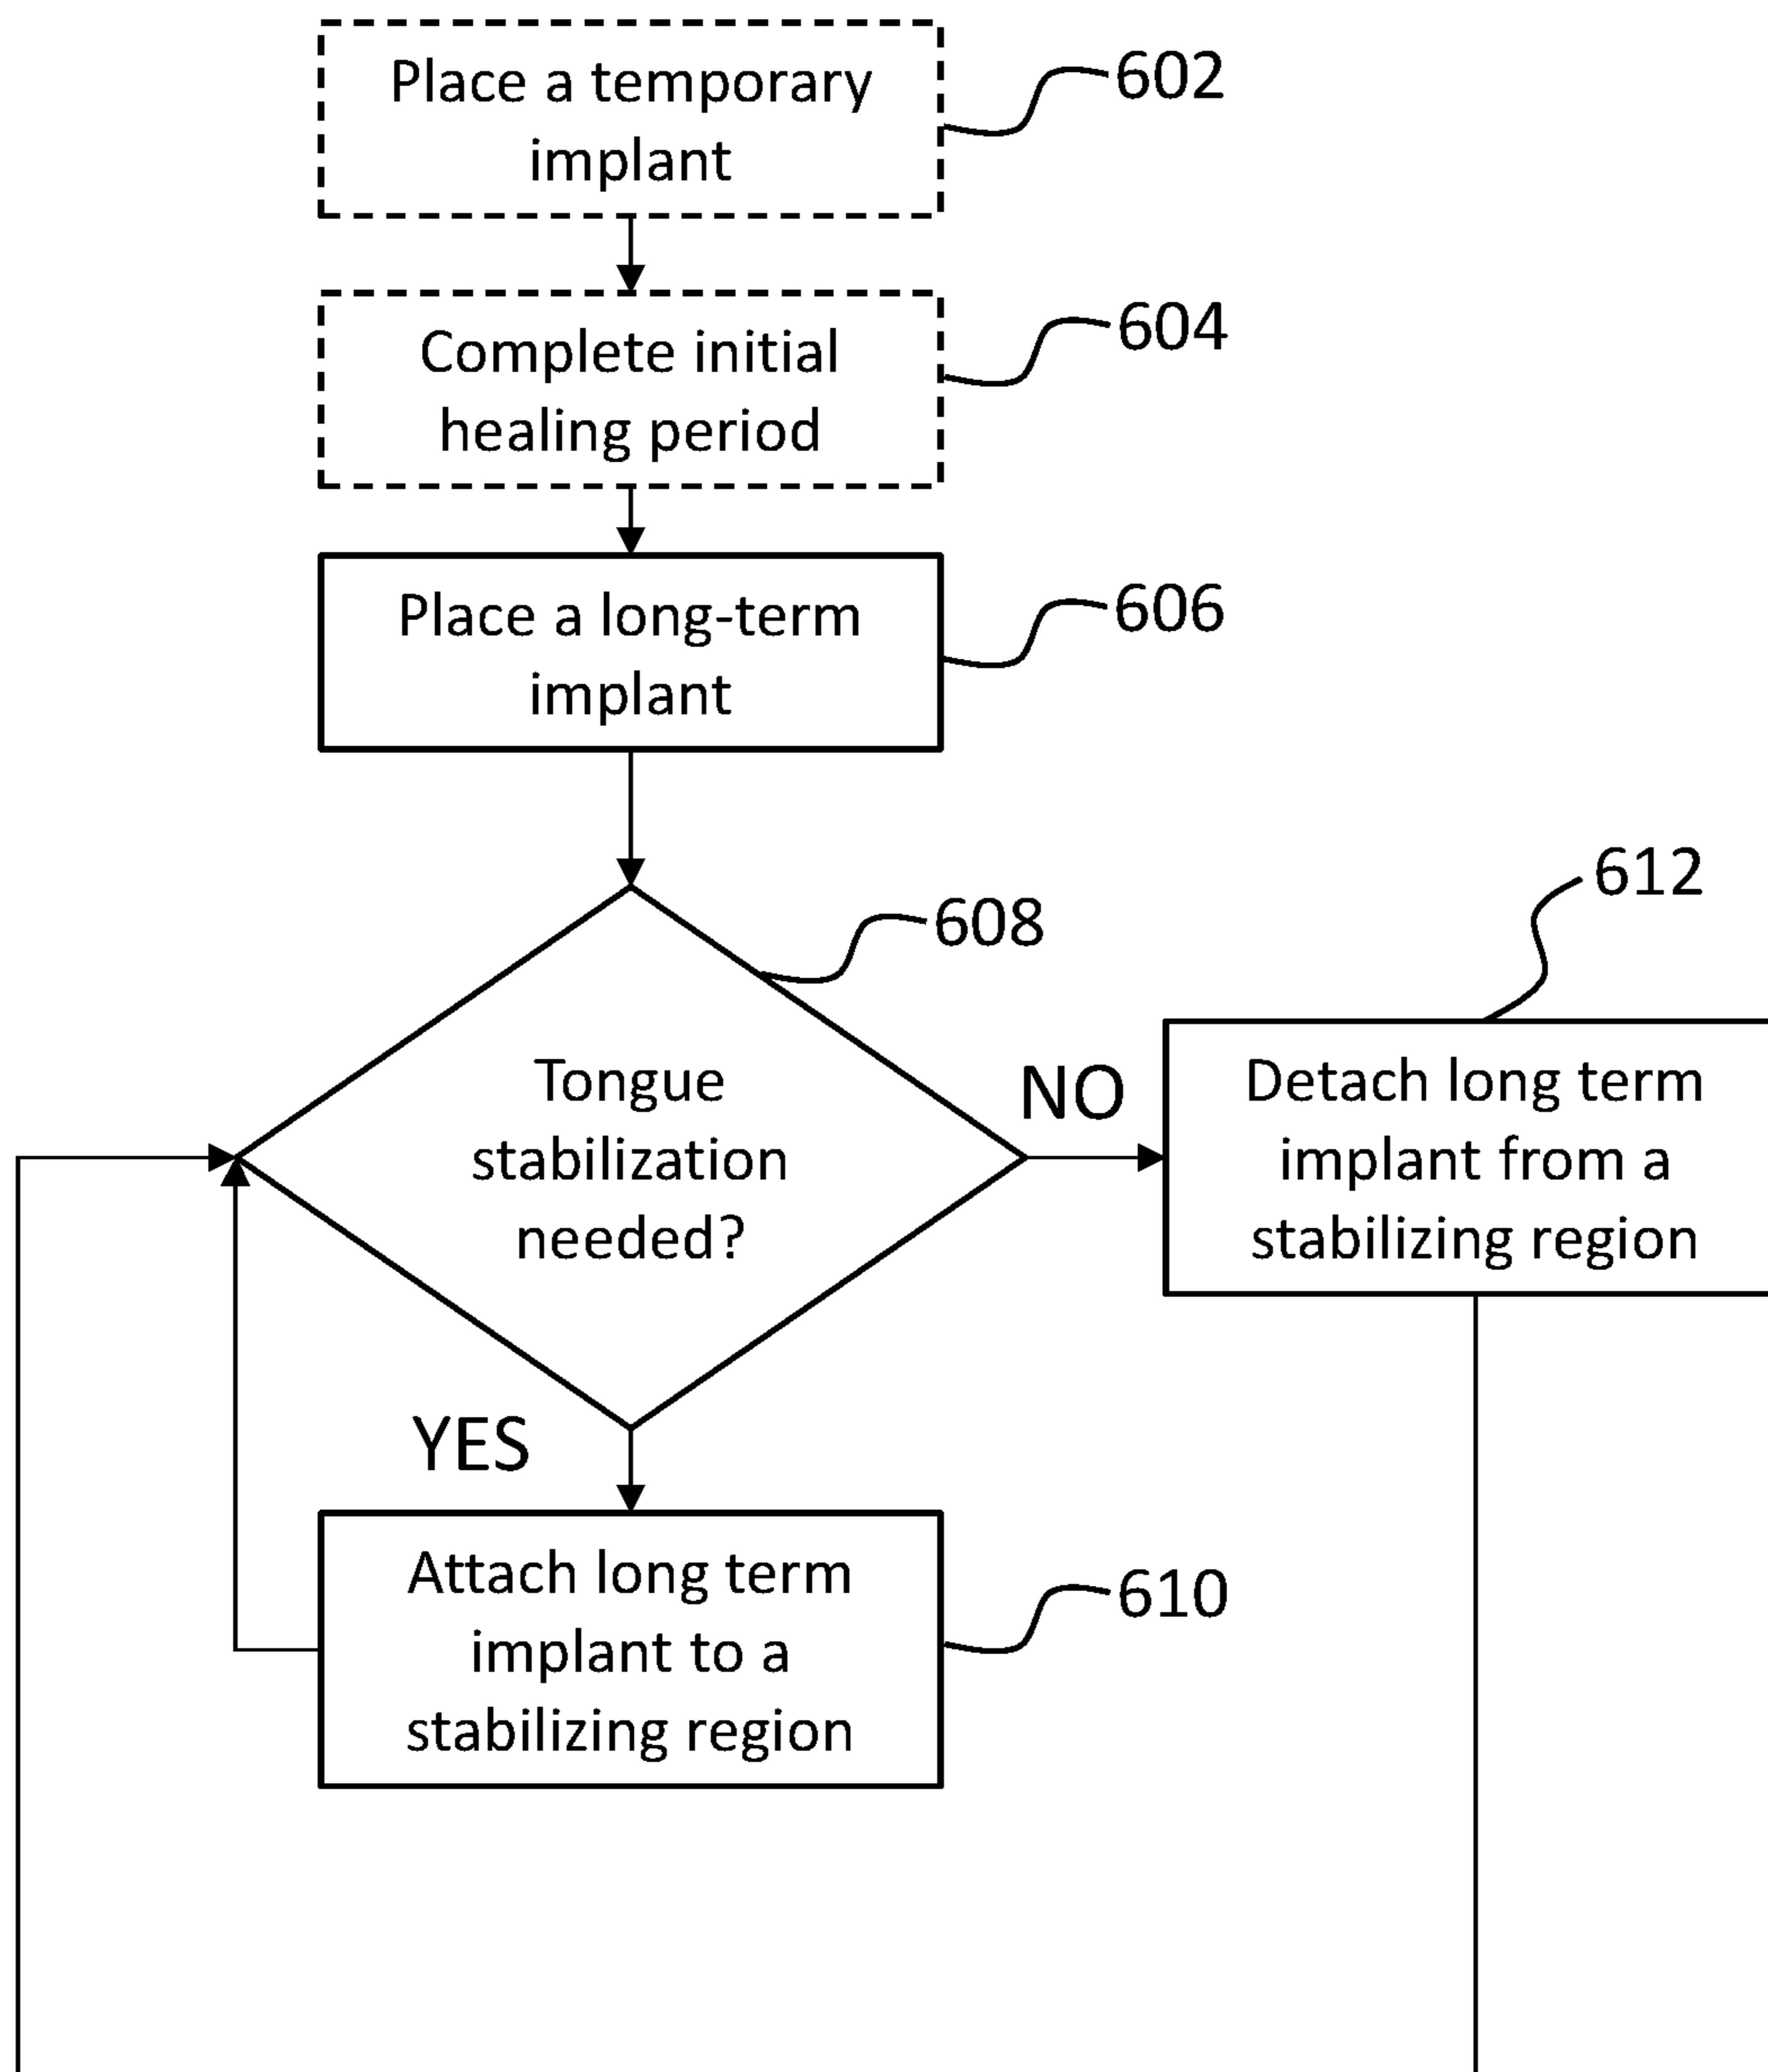 Place a temporary
implant
602
Complete initial
healing period
604
Place a long-term
implant
606
608
612
Tongue
stabilization
needed?
NO
Detach long term
implant from a
stabilizing region
YES
Attach long term
implant to a
stabilizing region
610